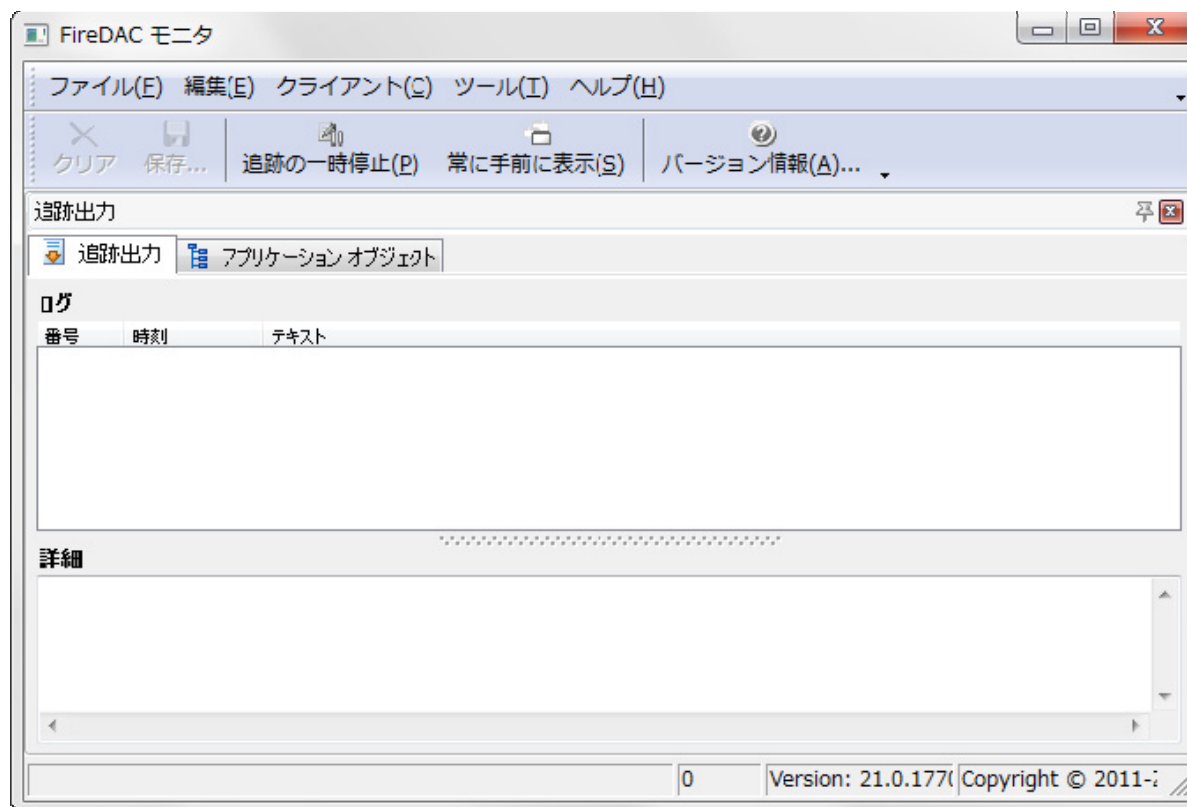 FireDAC モニタ
ファイル(F) 編集(E) クライアント(C) ツール(T) ヘルプ(H)
クリア 保存... 追跡の一時停止(P) 常に手前に表示(S) バージョン情報(A)...
追跡出力
追跡出力 アプリケーション オブジェクト
ログ
番号 時刻 テキスト
詳細
0 Version: 21.0.1770 Copyright © 2011-